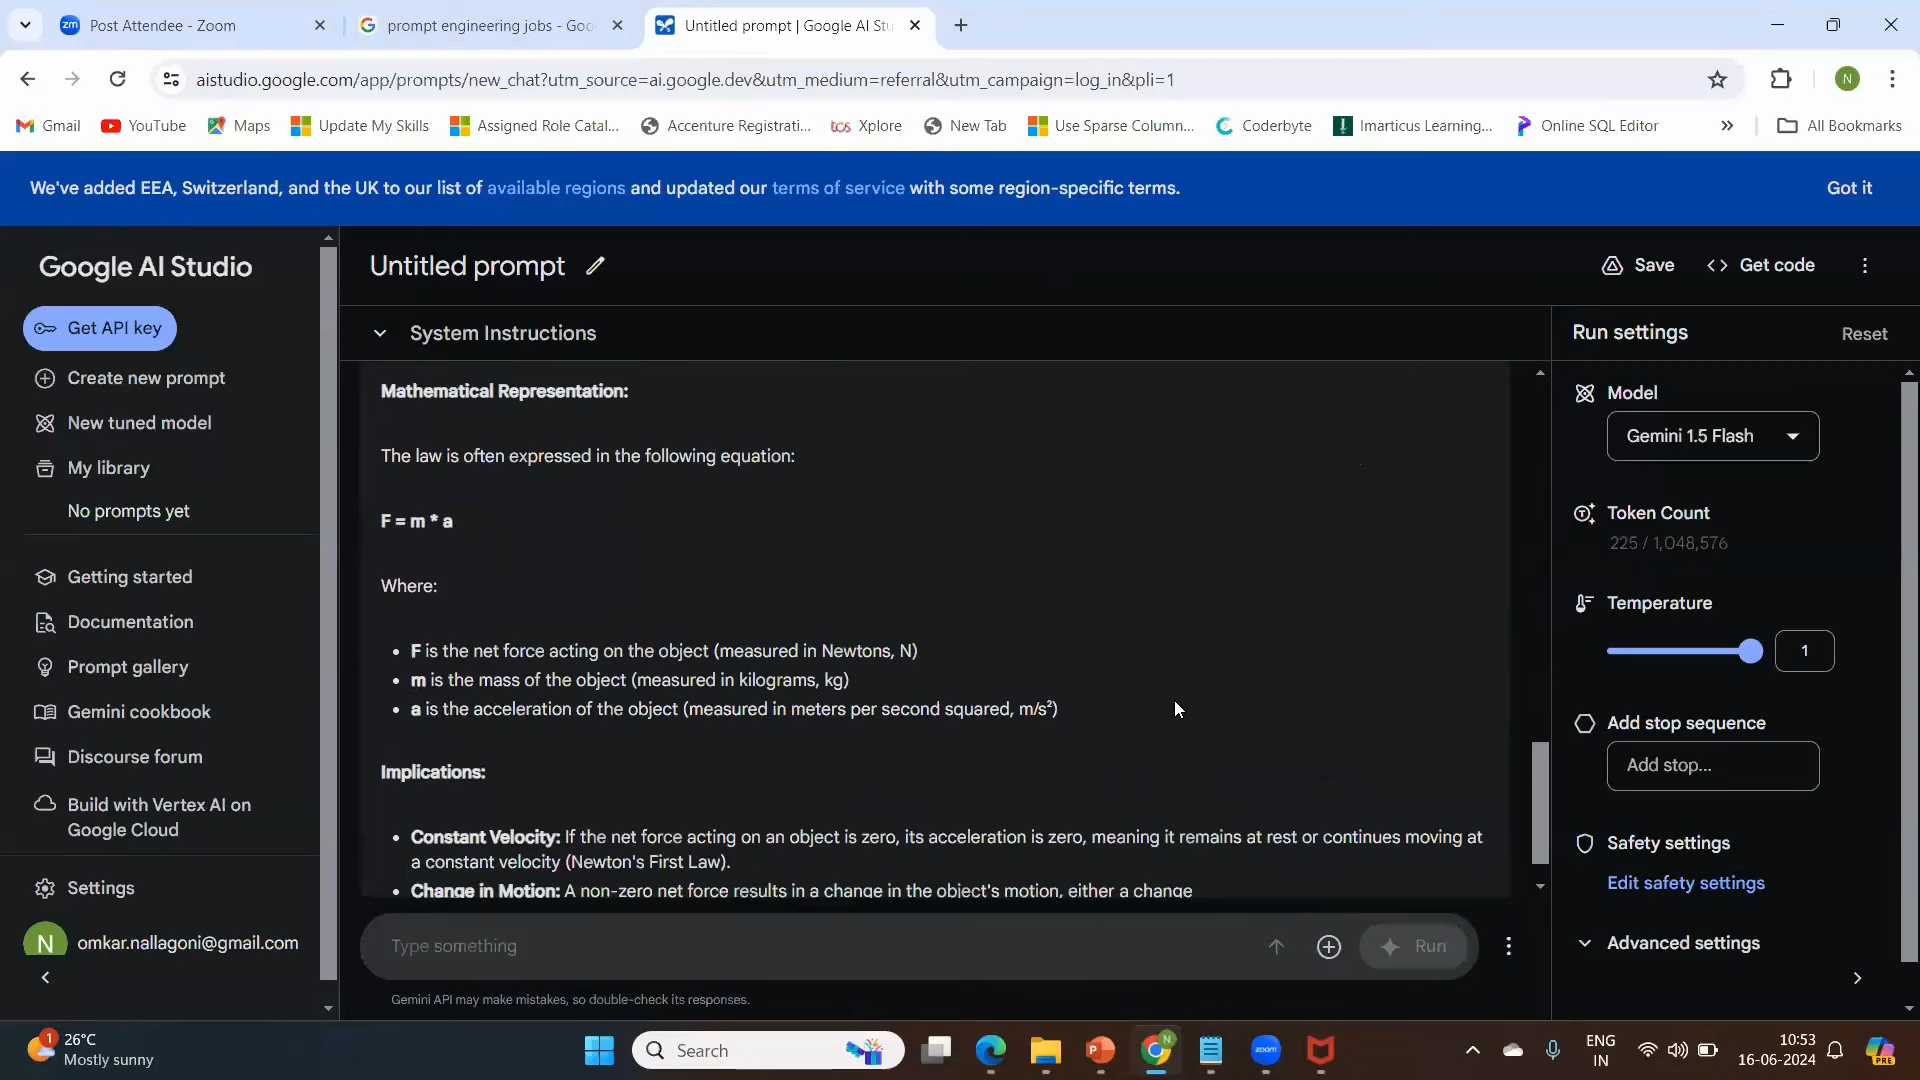 Post Attendee - Zoom
prompt engineering jobs - Goo
Untitled prompt | Google AI Stu
aistudio.google.com/app/prompts/new_chat?utm_source=ai.google.dev&utm_medium=referral&utm_campaign=log_in&pli=1
N
Gmail
YouTube
Maps
Update My Skills
Assigned Role Catal...
Accenture Registrati...
tcs Xplore
New Tab
Use Sparse Column...
Coderbyte
Imarticus Learning...
Online SQL Editor
All Bookmarks
We've added EEA, Switzerland, and the UK to our list of available regions and updated our terms of service with some region-specific terms.
Got it
Google AI Studio
Get API key
Create new prompt
New tuned model
My library
No prompts yet
Getting started
Documentation
Prompt gallery
Gemini cookbook
Discourse forum
Build with Vertex AI on
Google Cloud
Settings
N omkar.nallagoni@gmail.com
Untitled prompt
Save
Get code
System Instructions
Mathematical Representation:
The law is often expressed in the following equation:
F = m * a
Where:
• F is the net force acting on the object (measured in Newtons, N)
• m is the mass of the object (measured in kilograms, kg)
• a is the acceleration of the object (measured in meters per second squared, m/s²)
Implications:
• Constant Velocity: If the net force acting on an object is zero, its acceleration is zero, meaning it remains at rest or continues moving at
a constant velocity (Newton's First Law).
• Change in Motion: A non-zero net force results in a change in the object's motion, either a change
Type something
Run
Gemini API may make mistakes, so double-check its responses.
Run settings
Reset
Model
Gemini 1.5 Flash
Token Count
225 / 1,048,576
Temperature
1
Add stop sequence
Add stop...
Safety settings
Edit safety settings
Advanced settings
1
26°C
Mostly sunny
Search
zoom
ENG
IN
10:53
16-06-2024
PRE